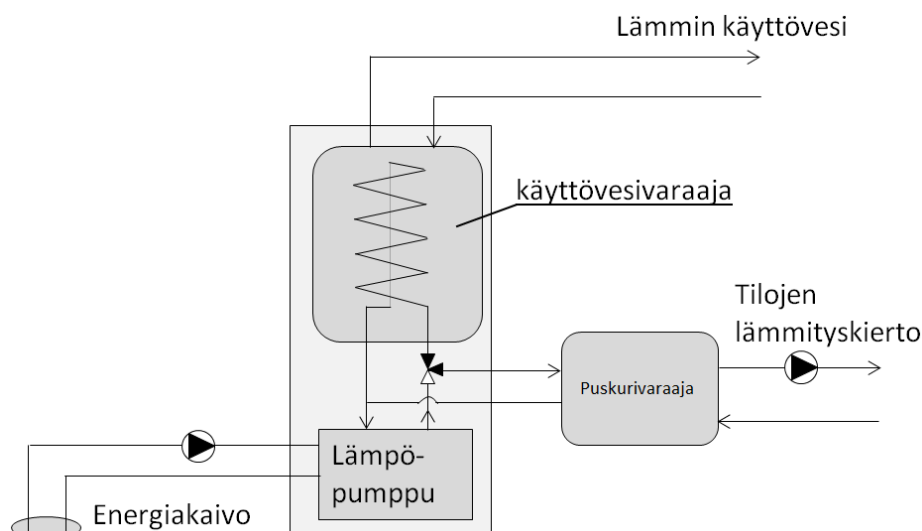 Lämmin käyttövesi
käyttövesivaraaja
Tilojen
lämmityskierto
Puskurivaraaja
Lämpö-
pumppu
Energiakaivo